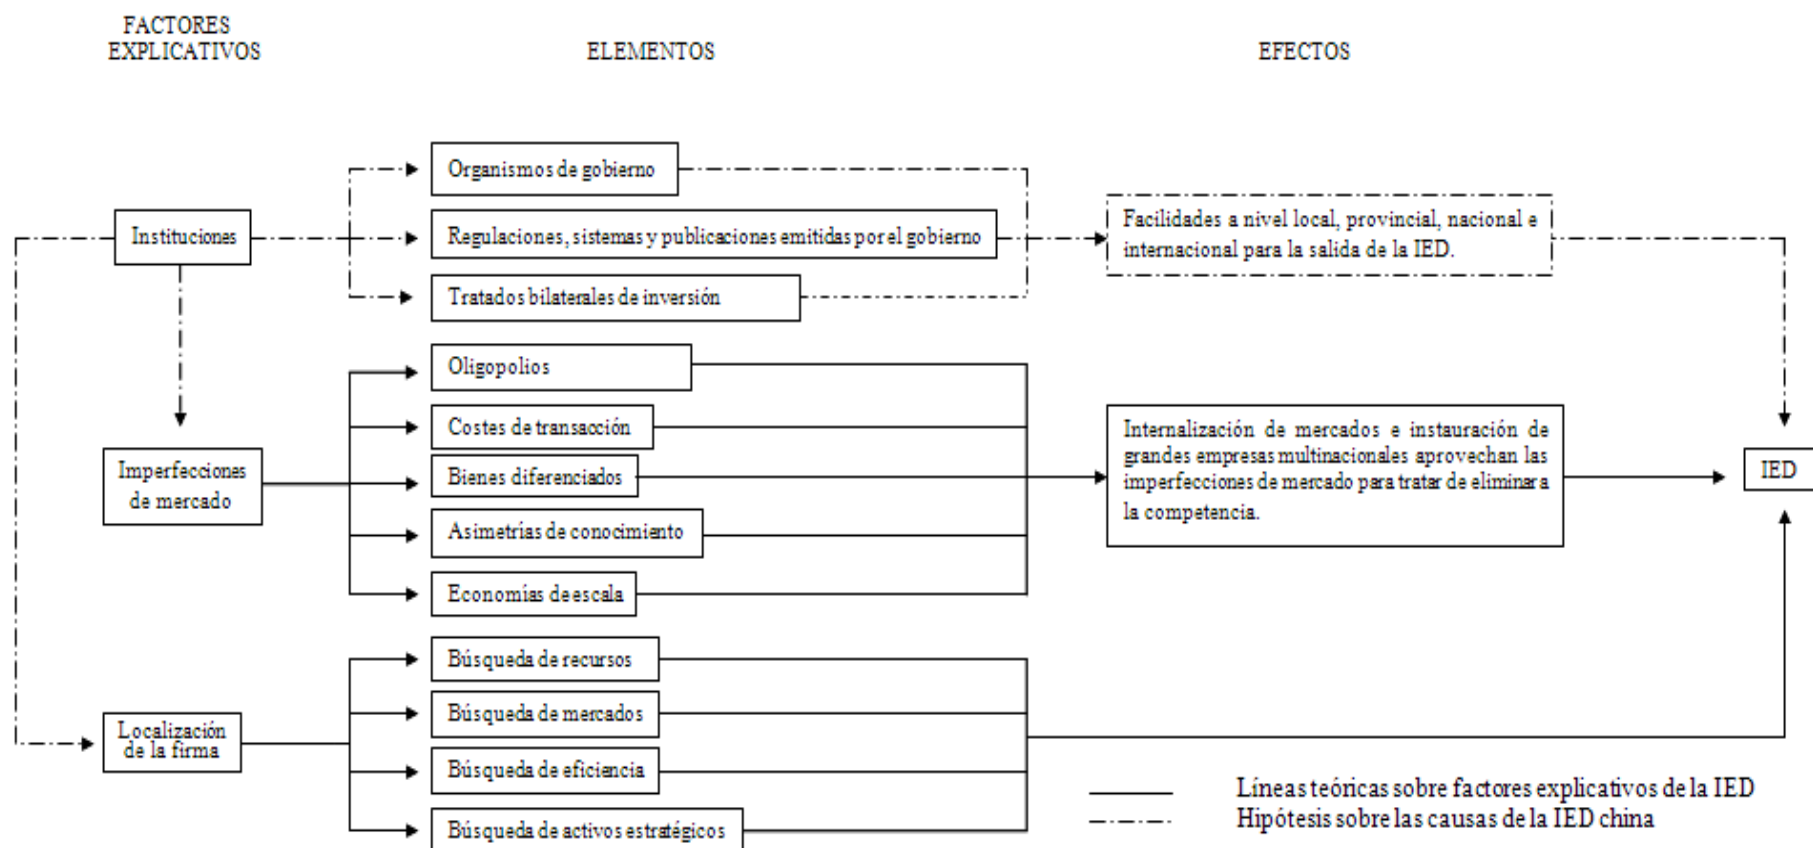 FACTORES
EXPLICATIVOS
ELEMENTOS
EFECTOS
Organismos de gobierno
Instituciones
Regulaciones, sistemas y publicaciones emitidas por el gobierno
Facilidades a nivel local, provincial, nacional e
internacional para la salida de la IED.
Tratados bilaterales de inversión
Oligopolios
Costes de transacción
Imperfecciones
de mercado
Bienes diferenciados
Internalización de mercados e instauración de
grandes empresas multinacionales aprovechan las
imperfecciones de mercado para tratar de eliminar a
la competencia.
IED
Asimetrías de conocimiento
Economías de escala
Búsqueda de recursos
Localización
de la firma
Búsqueda de mercados
Búsqueda de eficiencia
Búsqueda de activos estratégicos
Líneas teóricas sobre factores explicativos de la IED
Hipótesis sobre las causas de la IED china